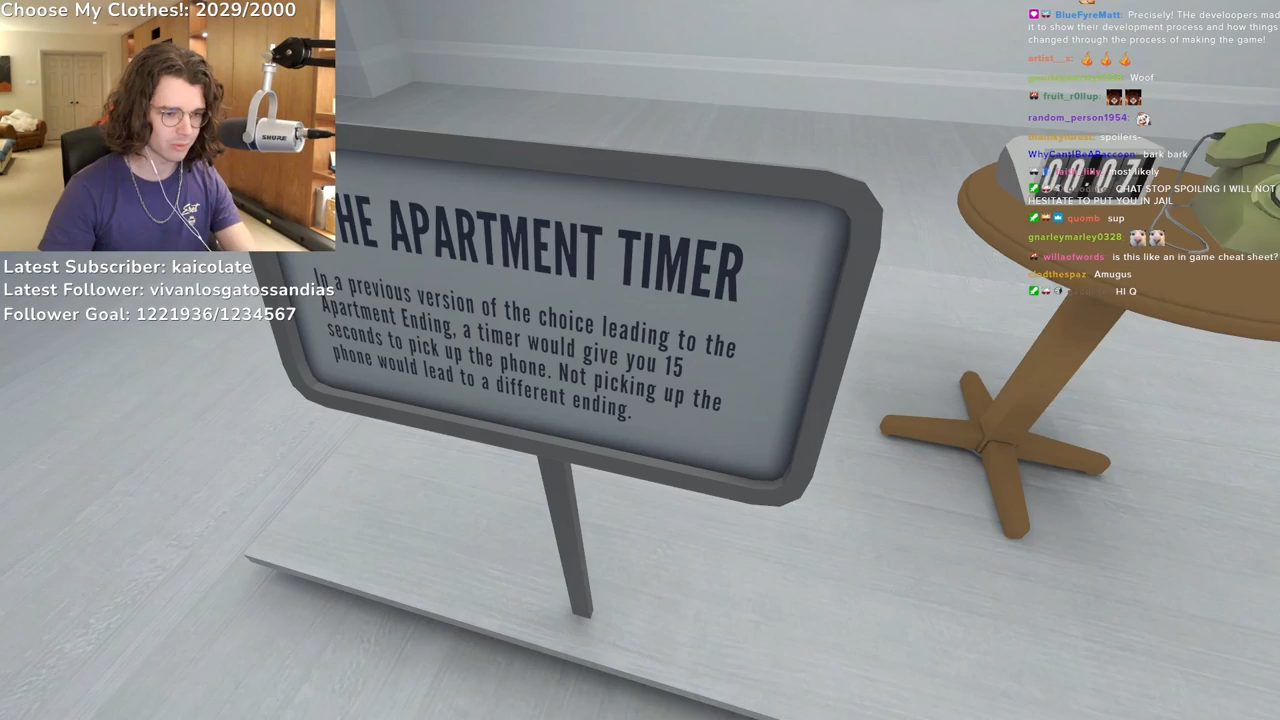 Choose My Clothes!: 2029/2000
SHURE
Latest Subscriber: kaicolate
Latest Follower: vivanlosgatossandias
Follower Goal: 1221936/1234567
HE APARTMENT TIMER
In a previous version of the choice leading to the
Apartment Ending, a timer would give you 15
seconds to pick up the phone. Not picking up the
phone would lead to a different ending.
00:07
BlueFyreMatt: Precisely! THe develoopers mad
it to show their development process and how things
changed through the process of making the game!
artist__x:
Woof
fruit_r0llup:
random_person1954:
spoilers-
WhyCantIBeARaccoon: bark bark
most likely
CHAT STOP SPOILING I WILL NOT
HESITATE TO PUT YOU IN JAIL
quomb: sup
gnarleymarley0328:
willaofwords: is this like an in game cheat sheet?
Amugus
HI Q